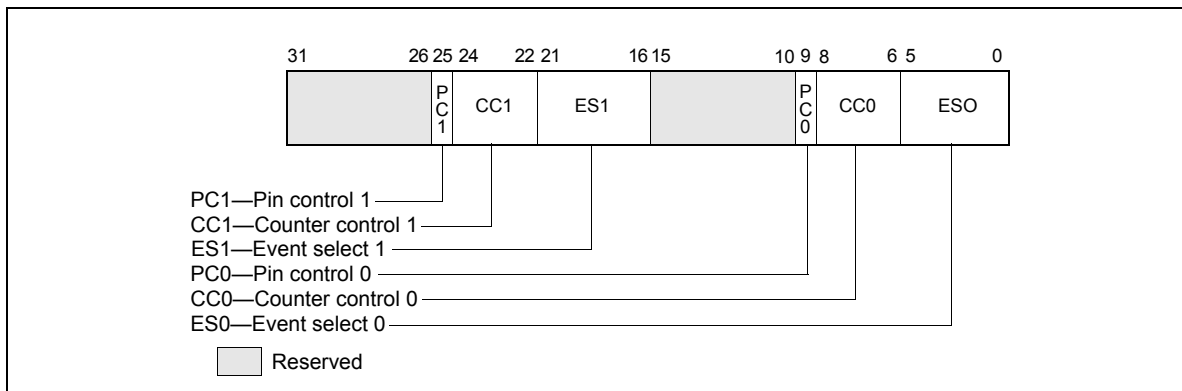 31 26 25 24 22 21 16 15 10 9 8 6 5 0
PC1 CC1 ES1 PC0 CC0 ESO
PC1—Pin control 1
CC1—Counter control 1
ES1—Event select 1
PC0—Pin control 0
CC0—Counter control 0
ES0—Event select 0
Reserved